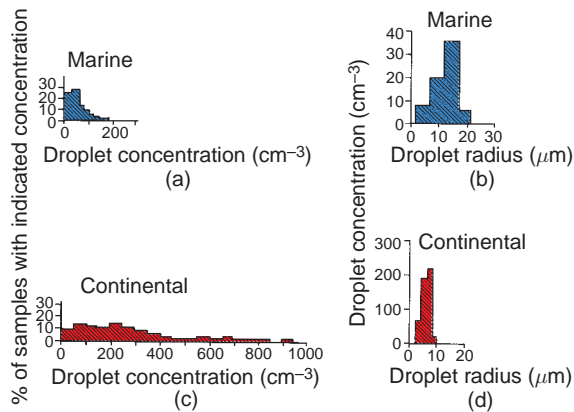 % of samples with indicated concentration
Marine
30
20
10
0
0 200
Droplet concentration (cm–3)
(a)
Droplet concentration (cm–3)
Marine
40
30
20
10
0
0 10 20 30
Droplet radius (μm)
(b)
Continental
30
20
10
0
0 200 400 600 800 1000
Droplet concentration (cm–3)
(c)
Continental
300
200
100
0
0 20
Droplet radius (μm)
(d)